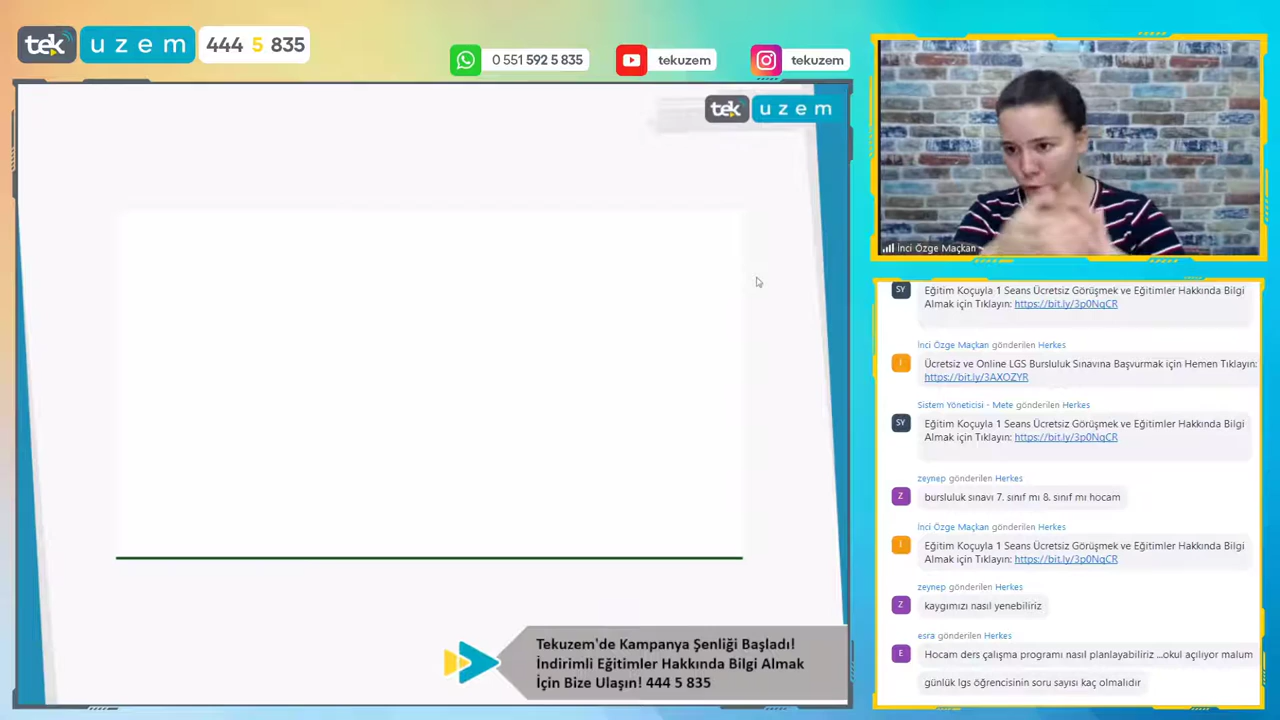 tek uzem 444 5 835
0 551 592 5 835
tekuzem
tekuzem
tek uzem
Tekuzem'de Kampanya Şenliği Başladı!
İndirimli Eğitimler Hakkında Bilgi Almak
İçin Bize Ulaşın! 444 5 835
İnci Özge Maçkan
SY
Eğitim Koçuyla 1 Seans Ücretsiz Görüşmek ve Eğitimler Hakkında Bilgi
Almak için Tıklayın: https://bit.ly/3p0NqCR
İnci Özge Maçkan gönderilen Herkes
İ
Ücretsiz ve Online LGS Bursluluk Sınavına Başvurmak için Hemen Tıklayın:
https://bit.ly/3AXOZYR
Sistem Yöneticisi - Mete gönderilen Herkes
SY
Eğitim Koçuyla 1 Seans Ücretsiz Görüşmek ve Eğitimler Hakkında Bilgi
Almak için Tıklayın: https://bit.ly/3p0NqCR
zeynep gönderilen Herkes
Z
bursluluk sınavı 7. sınıf mı 8. sınıf mı hocam
İnci Özge Maçkan gönderilen Herkes
İ
Eğitim Koçuyla 1 Seans Ücretsiz Görüşmek ve Eğitimler Hakkında Bilgi
Almak için Tıklayın: https://bit.ly/3p0NqCR
zeynep gönderilen Herkes
Z
kaygımızı nasıl yenebiliriz
esra gönderilen Herkes
E
Hocam ders çalışma programı nasıl planlayabiliriz ...okul açılıyor malum
günlük lgs öğrencisinin soru sayısı kaç olmalıdır